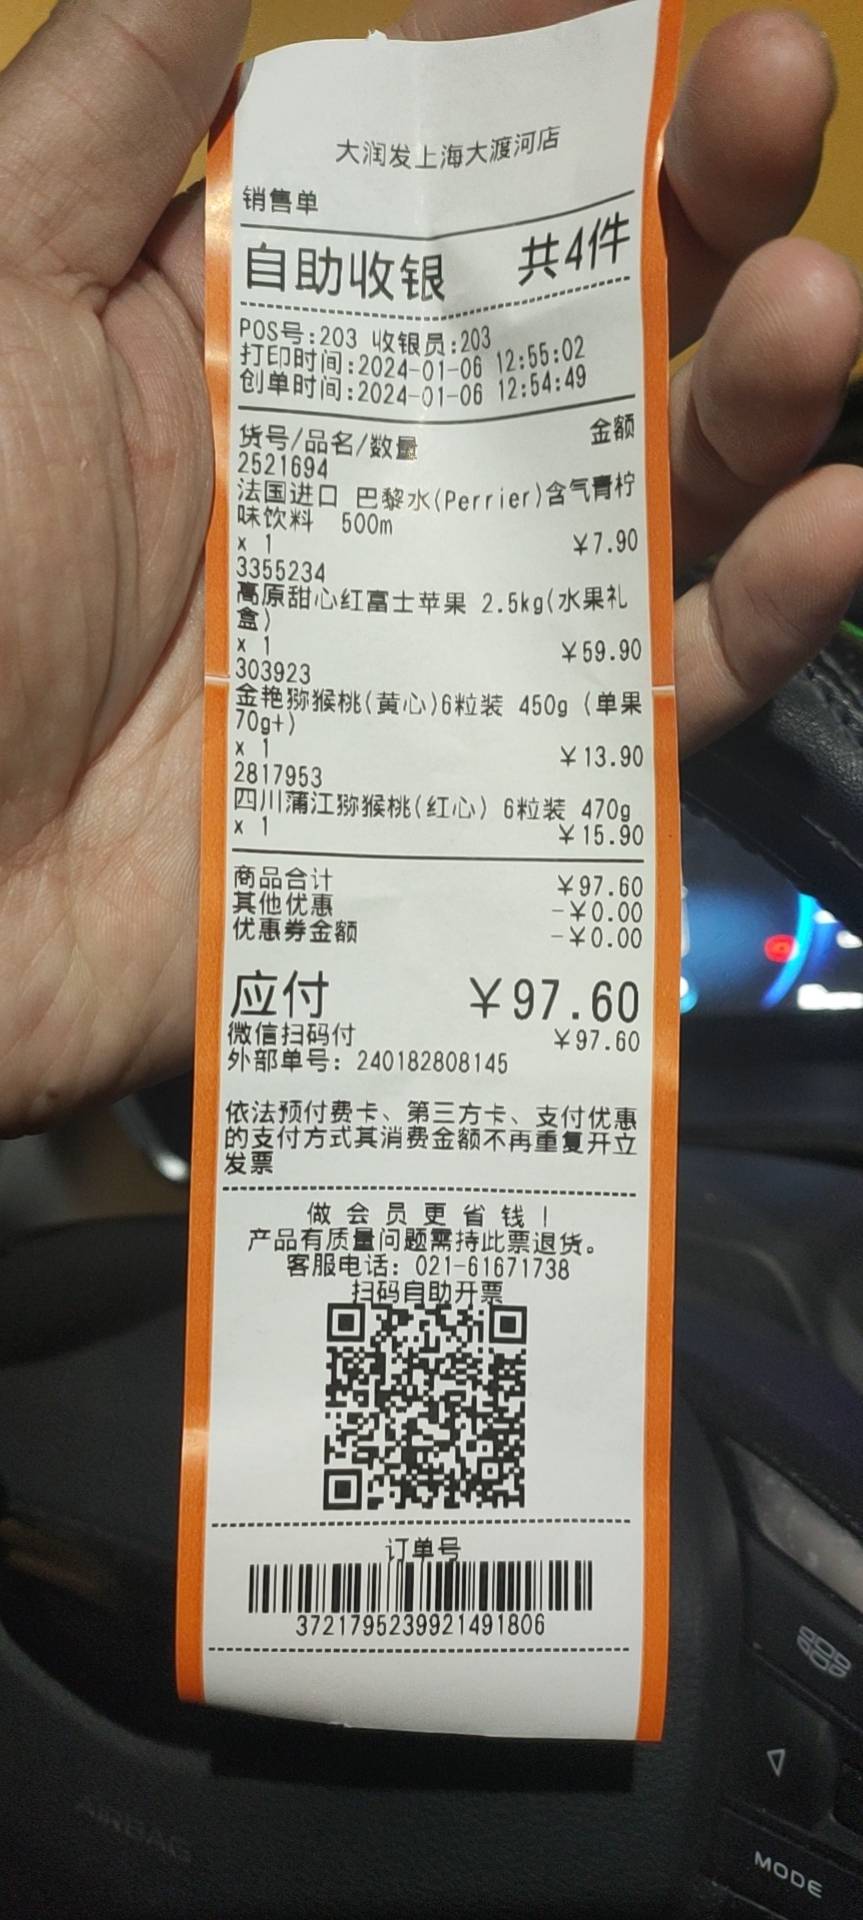 大润发上海大渡河店
销售单
自助收银 共4件
POS号:203 收银员:203
打印时间:2024-01-06 12:55:02
创单时间:2024-01-06 12:54:49
货号/品名/数量 金额
2521694
法国进口 巴黎水(Perrier)含气青柠
味饮料 500m
x 1 ¥7.90
3355234
高原甜心红富士苹果 2.5kg(水果礼
盒)
x 1 ¥59.90
303923
金艳猕猴桃(黄心)6粒装 450g (单果
70g+)
x 1 ¥13.90
2817953
四川蒲江猕猴桃(红心) 6粒装 470g
x 1 ¥15.90
商品合计 ¥97.60
其他优惠 -¥0.00
优惠券金额 -¥0.00
应付 ¥97.60
微信扫码付 ¥97.60
外部单号: 240182808145
依法预付费卡、第三方卡、支付优惠
的支付方式其消费金额不再重复开立
发票
做会员更省钱!
产品有质量问题需持此票退货。
客服电话: 021-61671738
扫码自助开票
订单号
3721795239921491806
AIRBAG
MODE